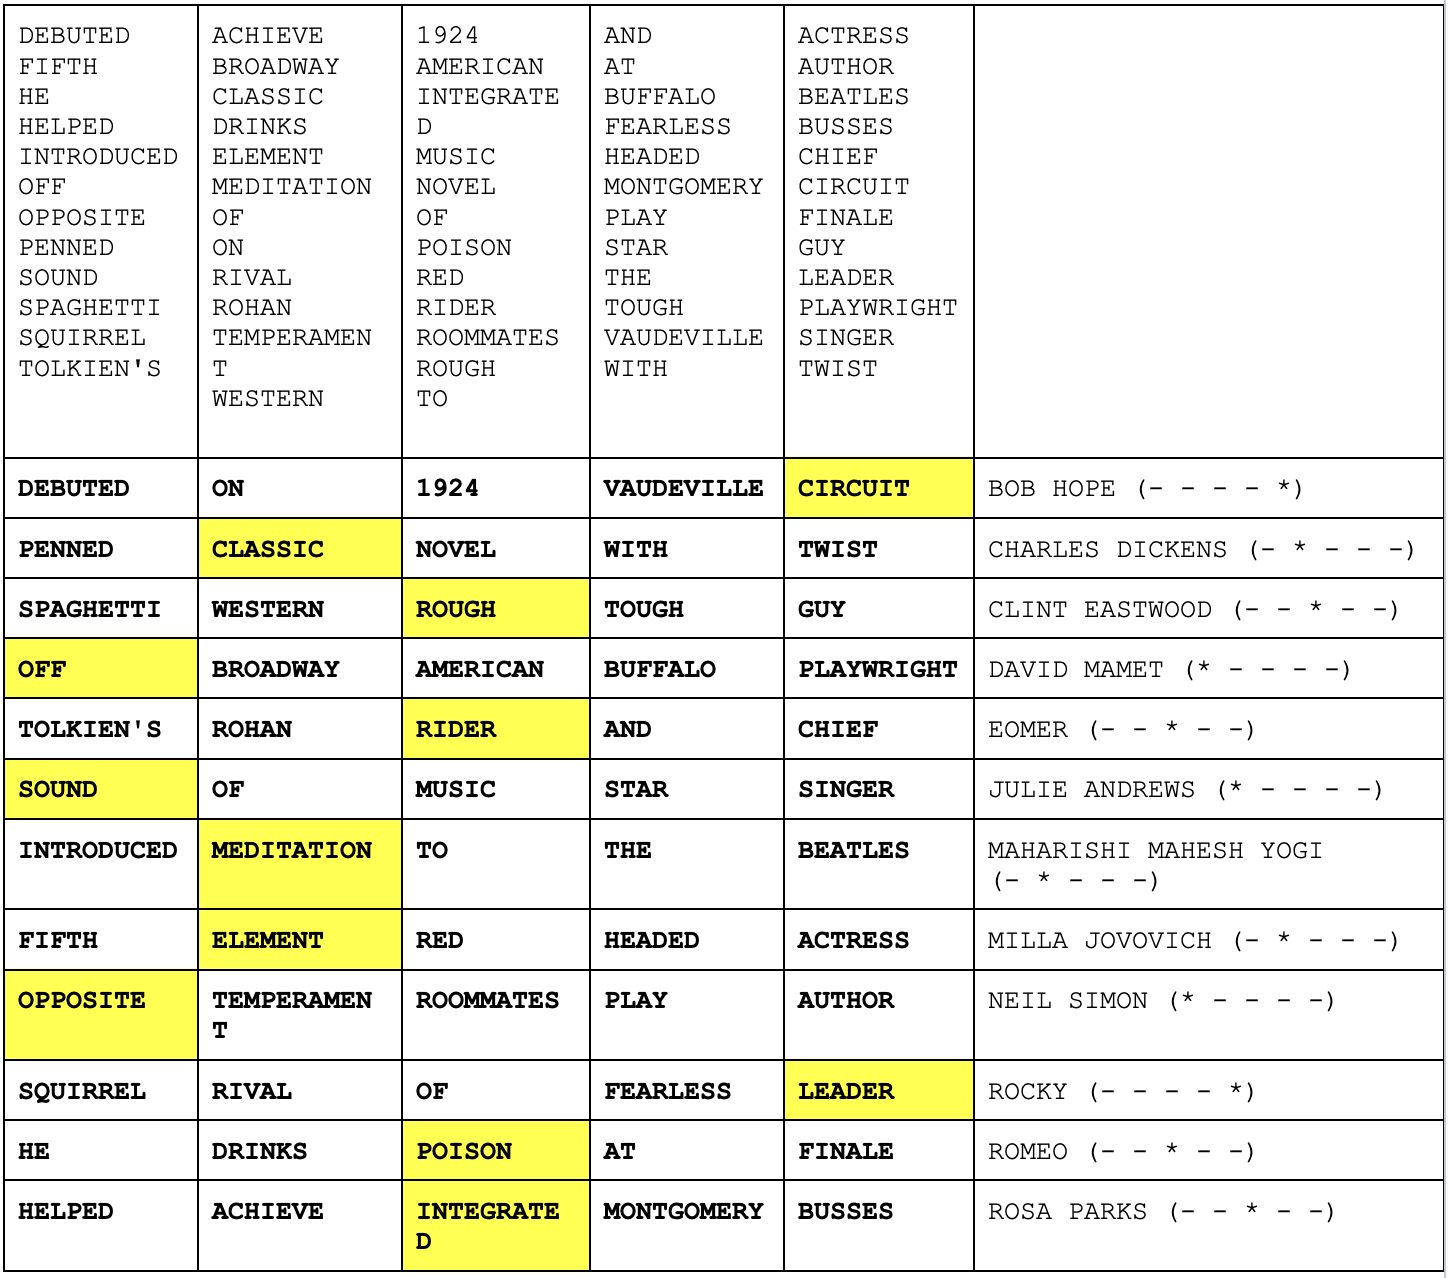 DEBUTED
FIFTH
HE
HELPED
INTRODUCED
OFF
OPPOSITE
PENNED
SOUND
SPAGHETTI
SQUIRREL
TOLKIEN'S
ACHIEVE
BROADWAY
CLASSIC
DRINKS
ELEMENT
MEDITATION
OF
ON
RIVAL
ROHAN
TEMPERAMEN
T
WESTERN
1924
AMERICAN
INTEGRATE
D
MUSIC
NOVEL
OF
POISON
RED
RIDER
ROOMMATES
ROUGH
TO
AND
AT
BUFFALO
FEARLESS
HEADED
MONTGOMERY
PLAY
STAR
THE
TOUGH
VAUDEVILLE
WITH
ACTRESS
AUTHOR
BEATLES
BUSSES
CHIEF
CIRCUIT
FINALE
GUY
LEADER
PLAYWRIGHT
SINGER
TWIST
DEBUTED ON 1924 VAUDEVILLE CIRCUIT BOB HOPE (- - - - *)
PENNED CLASSIC NOVEL WITH TWIST CHARLES DICKENS (- * - - -)
SPAGHETTI WESTERN ROUGH TOUGH GUY CLINT EASTWOOD (- - * - -)
OFF BROADWAY AMERICAN BUFFALO PLAYWRIGHT DAVID MAMET (* - - - -)
TOLKIEN'S ROHAN RIDER AND CHIEF EOMER (- - * - -)
SOUND OF MUSIC STAR SINGER JULIE ANDREWS (* - - - -)
INTRODUCED MEDITATION TO THE BEATLES MAHARISHI MAHESH YOGI
(- * - - -)
FIFTH ELEMENT RED HEADED ACTRESS MILLA JOVOVICH (- * - - -)
OPPOSITE TEMPERAMEN ROOMMATES PLAY AUTHOR NEIL SIMON (* - - - -)
T
SQUIRREL RIVAL OF FEARLESS LEADER ROCKY (- - - - *)
HE DRINKS POISON AT FINALE ROMEO (- - * - -)
HELPED ACHIEVE INTEGRATE MONTGOMERY BUSSES ROSA PARKS (- - * - -)
D